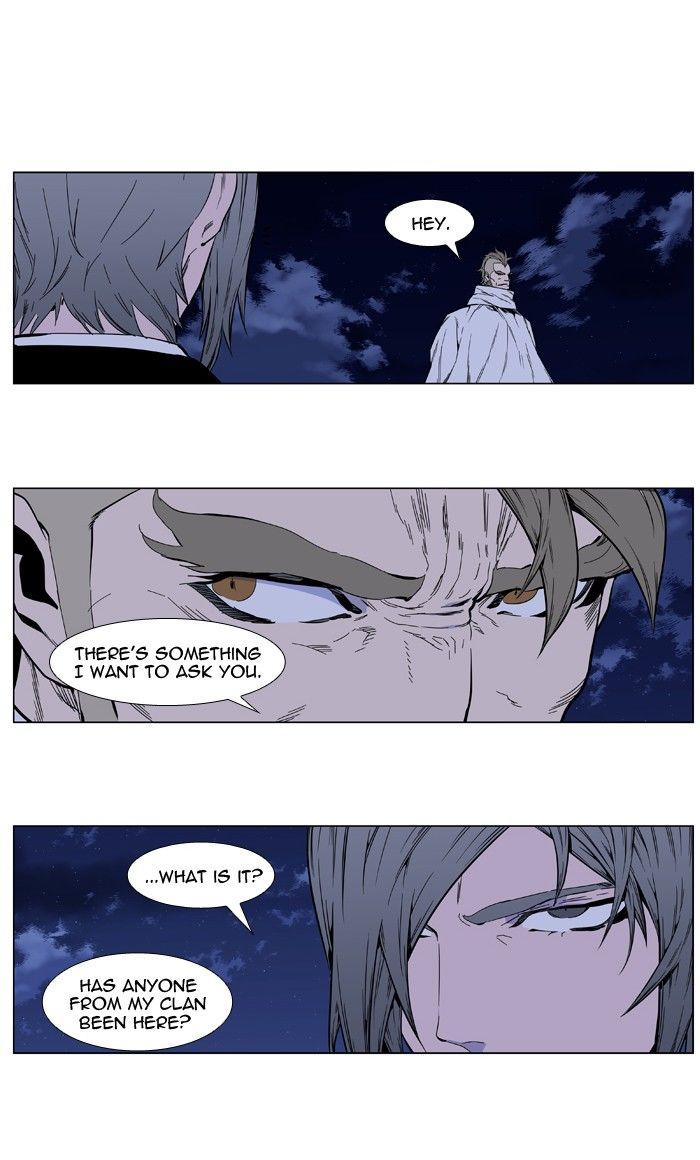 HEY.
THERE'S SOMETHING
I WANT TO ASK YOU.
...WHAT IS IT?
HAS ANYONE
FROM MY CLAN
BEEN HERE?